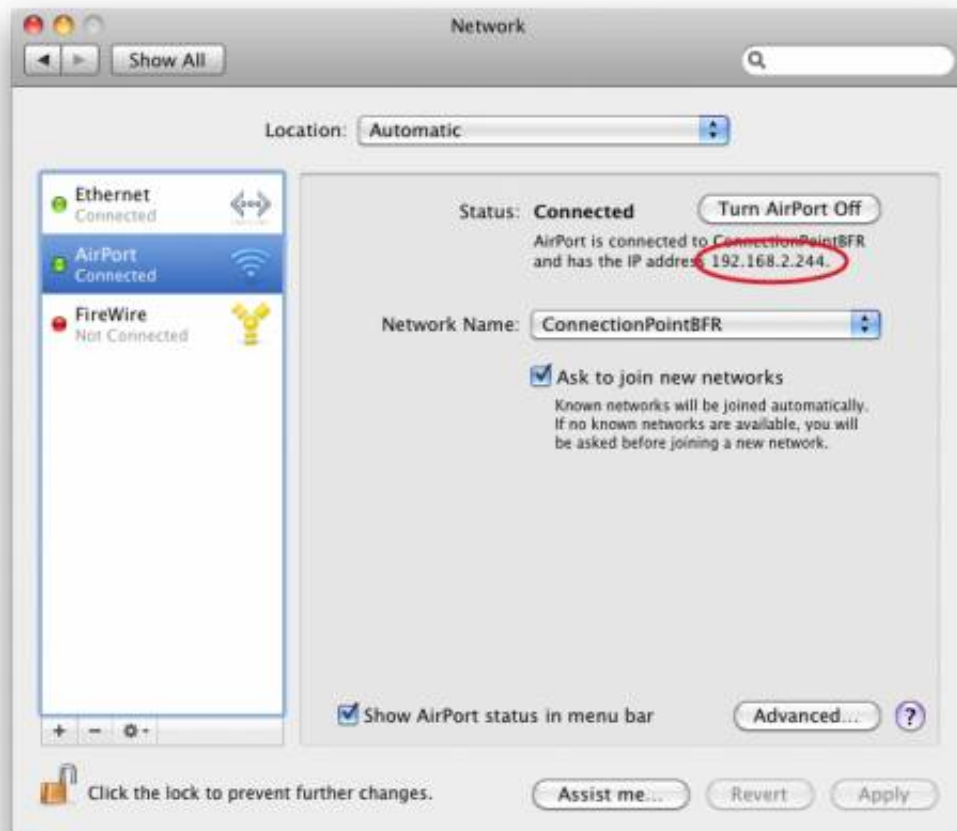 Network
Show All
Location: Automatic
Ethernet
Connected
AirPort
Connected
FireWire
Not Connected
Status: Connected
Turn AirPort Off
AirPort is connected to ConnectionPointBFR
and has the IP address 192.168.2.244.
Network Name: ConnectionPointBFR
Ask to join new networks
Known networks will be joined automatically.
If no known networks are available, you will
be asked before joining a new network.
Show AirPort status in menu bar
Advanced...
?
Click the lock to prevent further changes.
Assist me...
Revert
Apply